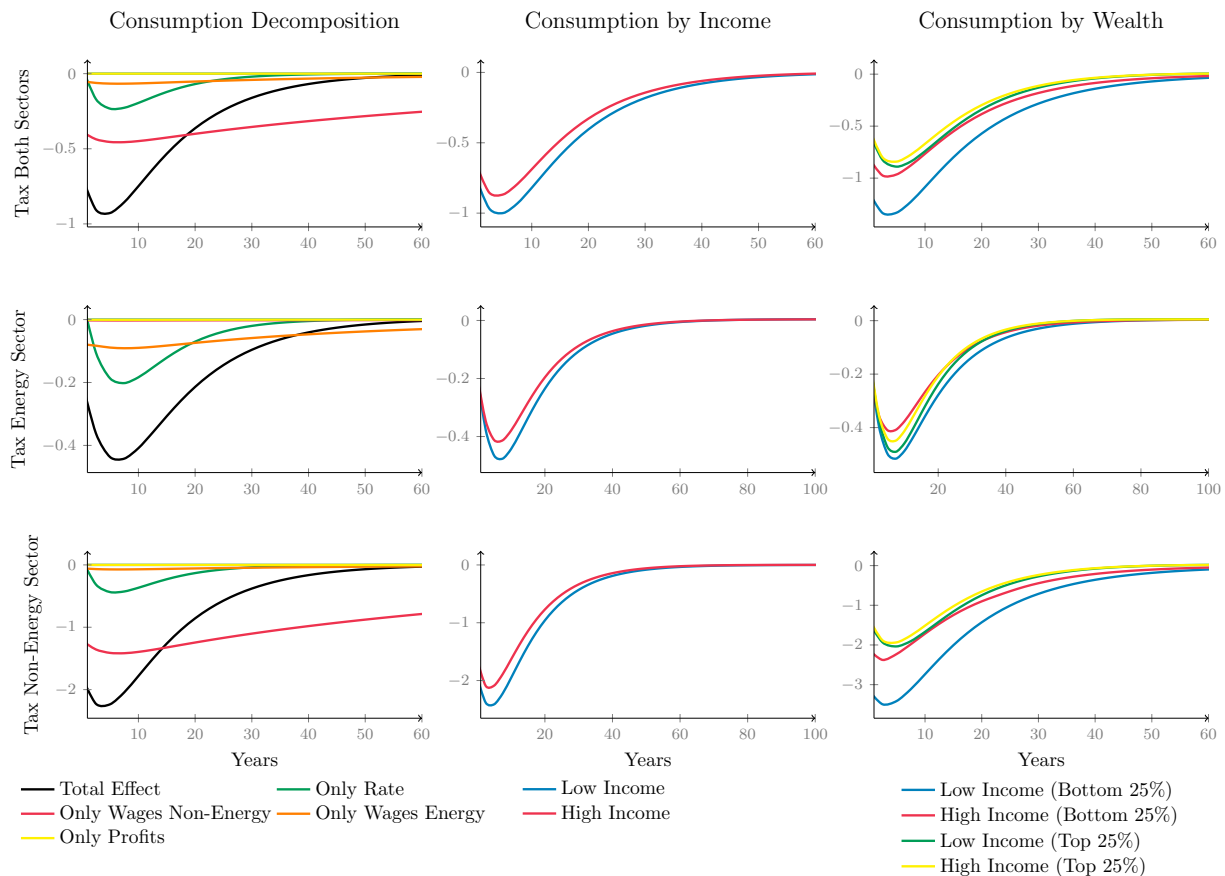 Consumption Decomposition
Consumption by Income
Consumption by Wealth
Tax Both Sectors
0
−0.5
−1
10 20 30 40 50 60
0
−0.5
−1
10 20 30 40 50 60
0
−0.5
−1
10 20 30 40 50 60
Tax Energy Sector
0
−0.2
−0.4
10 20 30 40 50 60
0
−0.2
−0.4
20 40 60 80 100
0
−0.2
−0.4
20 40 60 80 100
Tax Non-Energy Sector
0
−1
−2
10 20 30 40 50 60
Years
0
−1
−2
20 40 60 80 100
Years
0
−1
−2
−3
10 20 30 40 50 60
Years
Total Effect
Only Rate
Only Wages Non-Energy
Only Wages Energy
Only Profits
Low Income
High Income
Low Income (Bottom 25%)
High Income (Bottom 25%)
Low Income (Top 25%)
High Income (Top 25%)